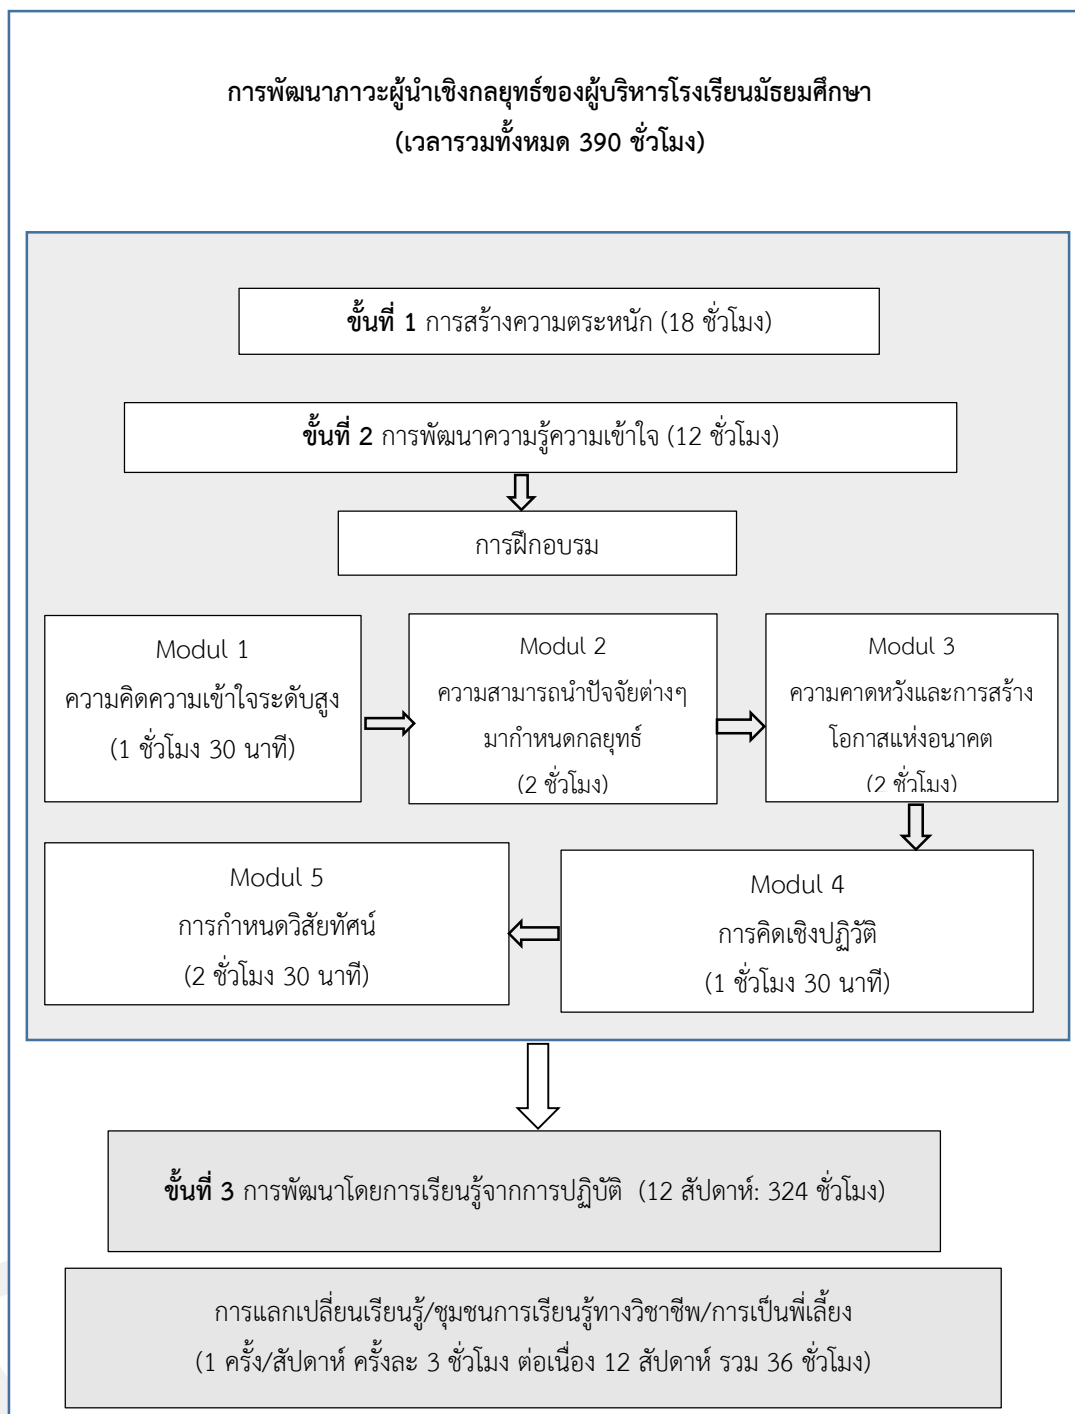 การพัฒนาภาวะผู้นำเชิงกลยุทธ์ของผู้บริหารโรงเรียนมัธยมศึกษา
(เวลารวมทั้งหมด 390 ชั่วโมง)
ขั้นที่ 1 การสร้างความตระหนัก (18 ชั่วโมง)
ขั้นที่ 2 การพัฒนาความรู้ความเข้าใจ (12 ชั่วโมง)
การฝึกอบรม
Modul 1
ความคิดความเข้าใจระดับสูง
(1 ชั่วโมง 30 นาที)
Modul 2
ความสามารถนำปัจจัยต่างๆ
มากำหนดกลยุทธ์
(2 ชั่วโมง)
Modul 3
ความคาดหวังและการสร้าง
โอกาสแห่งอนาคต
(2 ชั่วโมง)
Modul 4
การคิดเชิงปฏิวัติ
(1 ชั่วโมง 30 นาที)
Modul 5
การกำหนดวิสัยทัศน์
(2 ชั่วโมง 30 นาที)
ขั้นที่ 3 การพัฒนาโดยการเรียนรู้จากการปฏิบัติ (12 สัปดาห์: 324 ชั่วโมง)
การแลกเปลี่ยนเรียนรู้/ชุมชนการเรียนรู้ทางวิชาชีพ/การเป็นพี่เลี้ยง
(1 ครั้ง/สัปดาห์ ครั้งละ 3 ชั่วโมง ต่อเนื่อง 12 สัปดาห์ รวม 36 ชั่วโมง)